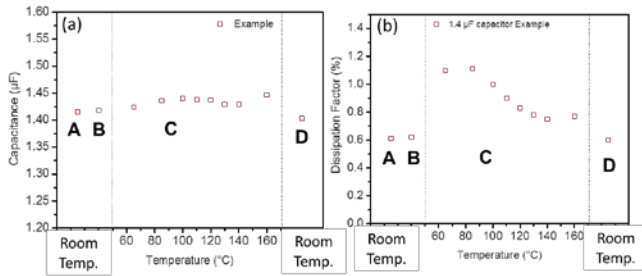 (a)
Example
Capacitance (µF)
1.60
1.55
1.50
1.45
1.40
1.35
1.30
1.25
1.20
A B C D
60 80 100 120 140 160
Room
Temp.
Temperature (°C)
Room
Temp.
(b)
1.4 µF capacitor Example
Dissipation Factor (%)
1.4
1.2
1.0
0.8
0.6
0.4
0.2
0.0
A B C D
60 80 100 120 140 160
Room
Temp.
Temperature (°C)
Room
Temp.